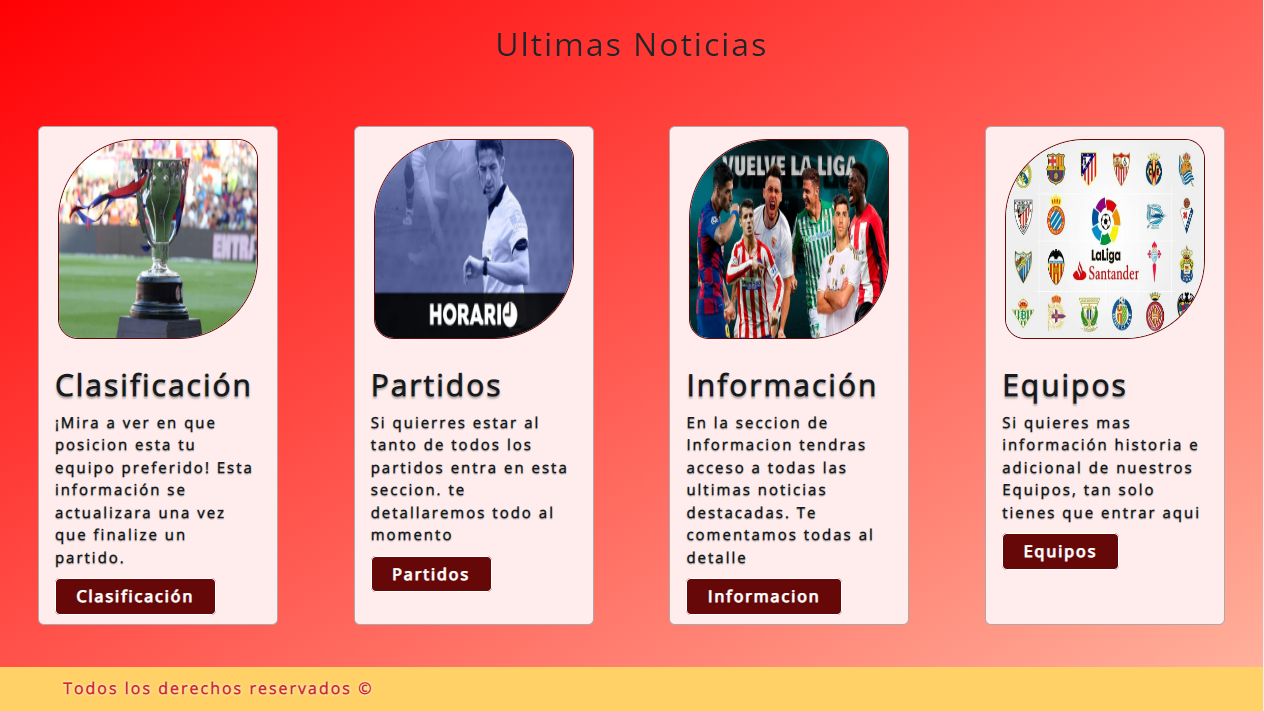 Ultimas Noticias
ENTRA
HORARIO
VUELVE LA LIGA
LaLiga
Santander
Clasificación
¡Mira a ver en que
posicion esta tu
equipo preferido! Esta
información se
actualizara una vez
que finalize un
partido.
Clasificación
Partidos
Si quierres estar al
tanto de todos los
partidos entra en esta
seccion. te
detallaremos todo al
momento
Partidos
Información
En la seccion de
Informacion tendras
acceso a todas las
ultimas noticias
destacadas. Te
comentamos todas al
detalle
Informacion
Equipos
Si quieres mas
información historia e
adicional de nuestros
Equipos, tan solo
tienes que entrar aqui
Equipos
Todos los derechos reservados ©